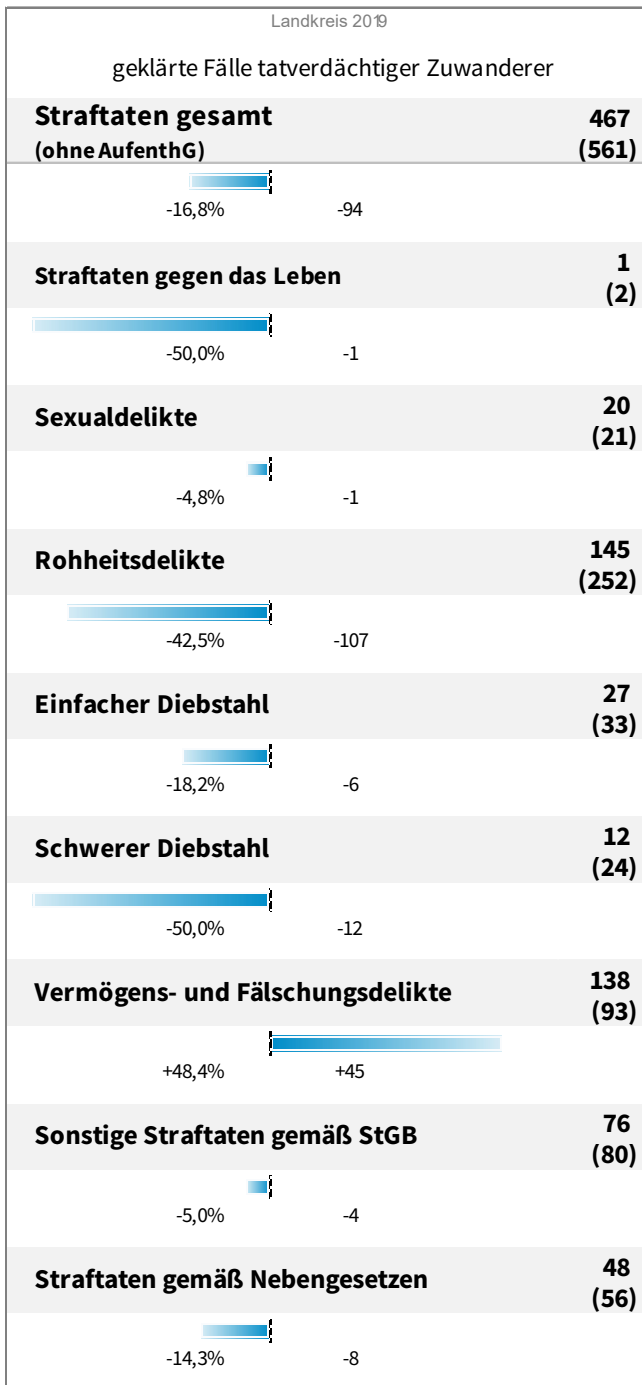 Landkreis 2019
geklärte Fälle tatverdächtiger Zuwanderer
Straftaten gesamt
(ohne AufenthG)
467
(561)
-16,8% -94
Straftaten gegen das Leben
1
(2)
-50,0% -1
Sexualdelikte
20
(21)
-4,8% -1
Rohheitsdelikte
145
(252)
-42,5% -107
Einfacher Diebstahl
27
(33)
-18,2% -6
Schwerer Diebstahl
12
(24)
-50,0% -12
Vermögens- und Fälschungsdelikte
138
(93)
+48,4% +45
Sonstige Straftaten gemäß StGB
76
(80)
-5,0% -4
Straftaten gemäß Nebengesetzen
48
(56)
-14,3% -8